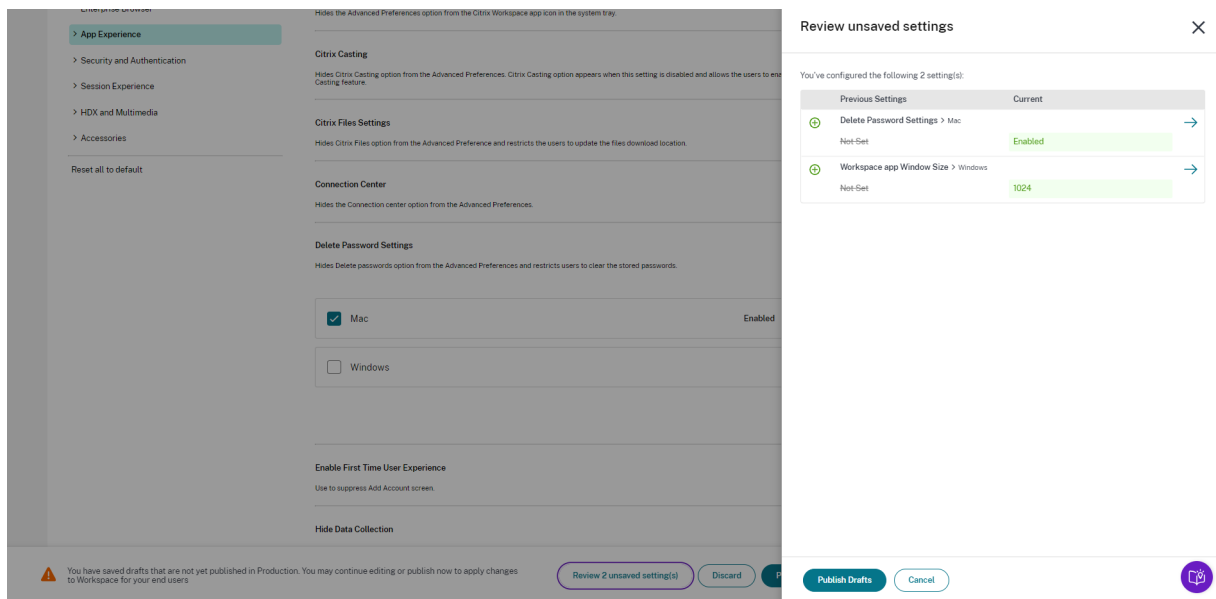 Enterprise Browser
App Experience
Security and Authentication
Session Experience
HDX and Multimedia
Accessories
Reset all to default
Hides the Advanced Preferences option from the Citrix Workspace app icon in the system tray.
Citrix Casting
Hides Citrix Casting option from the Advanced Preferences. Citrix Casting option appears when this setting is disabled and allows the users to ena
Casting feature.
Citrix Files Settings
Hides Citrix Files option from the Advanced Preference and restricts the users to update the files download location.
Connection Center
Hides the Connection center option from the Advanced Preferences.
Delete Password Settings
Hides Delete passwords option from the Advanced Preferences and restricts users to clear the stored passwords.
Mac
Enabled
Windows
Enable First Time User Experience
Use to suppress Add Account screen.
Hide Data Collection
You have saved drafts that are not yet published in Production. You may continue editing or publish now to apply changes
to Workspace for your end users
Review 2 unsaved setting(s)
Discard
P
Review unsaved settings
You've configured the following 2 setting(s):
Previous Settings Current
Delete Password Settings > Mac
Not Set Enabled
Workspace app Window Size > Windows
Not Set 1024
Publish Drafts
Cancel